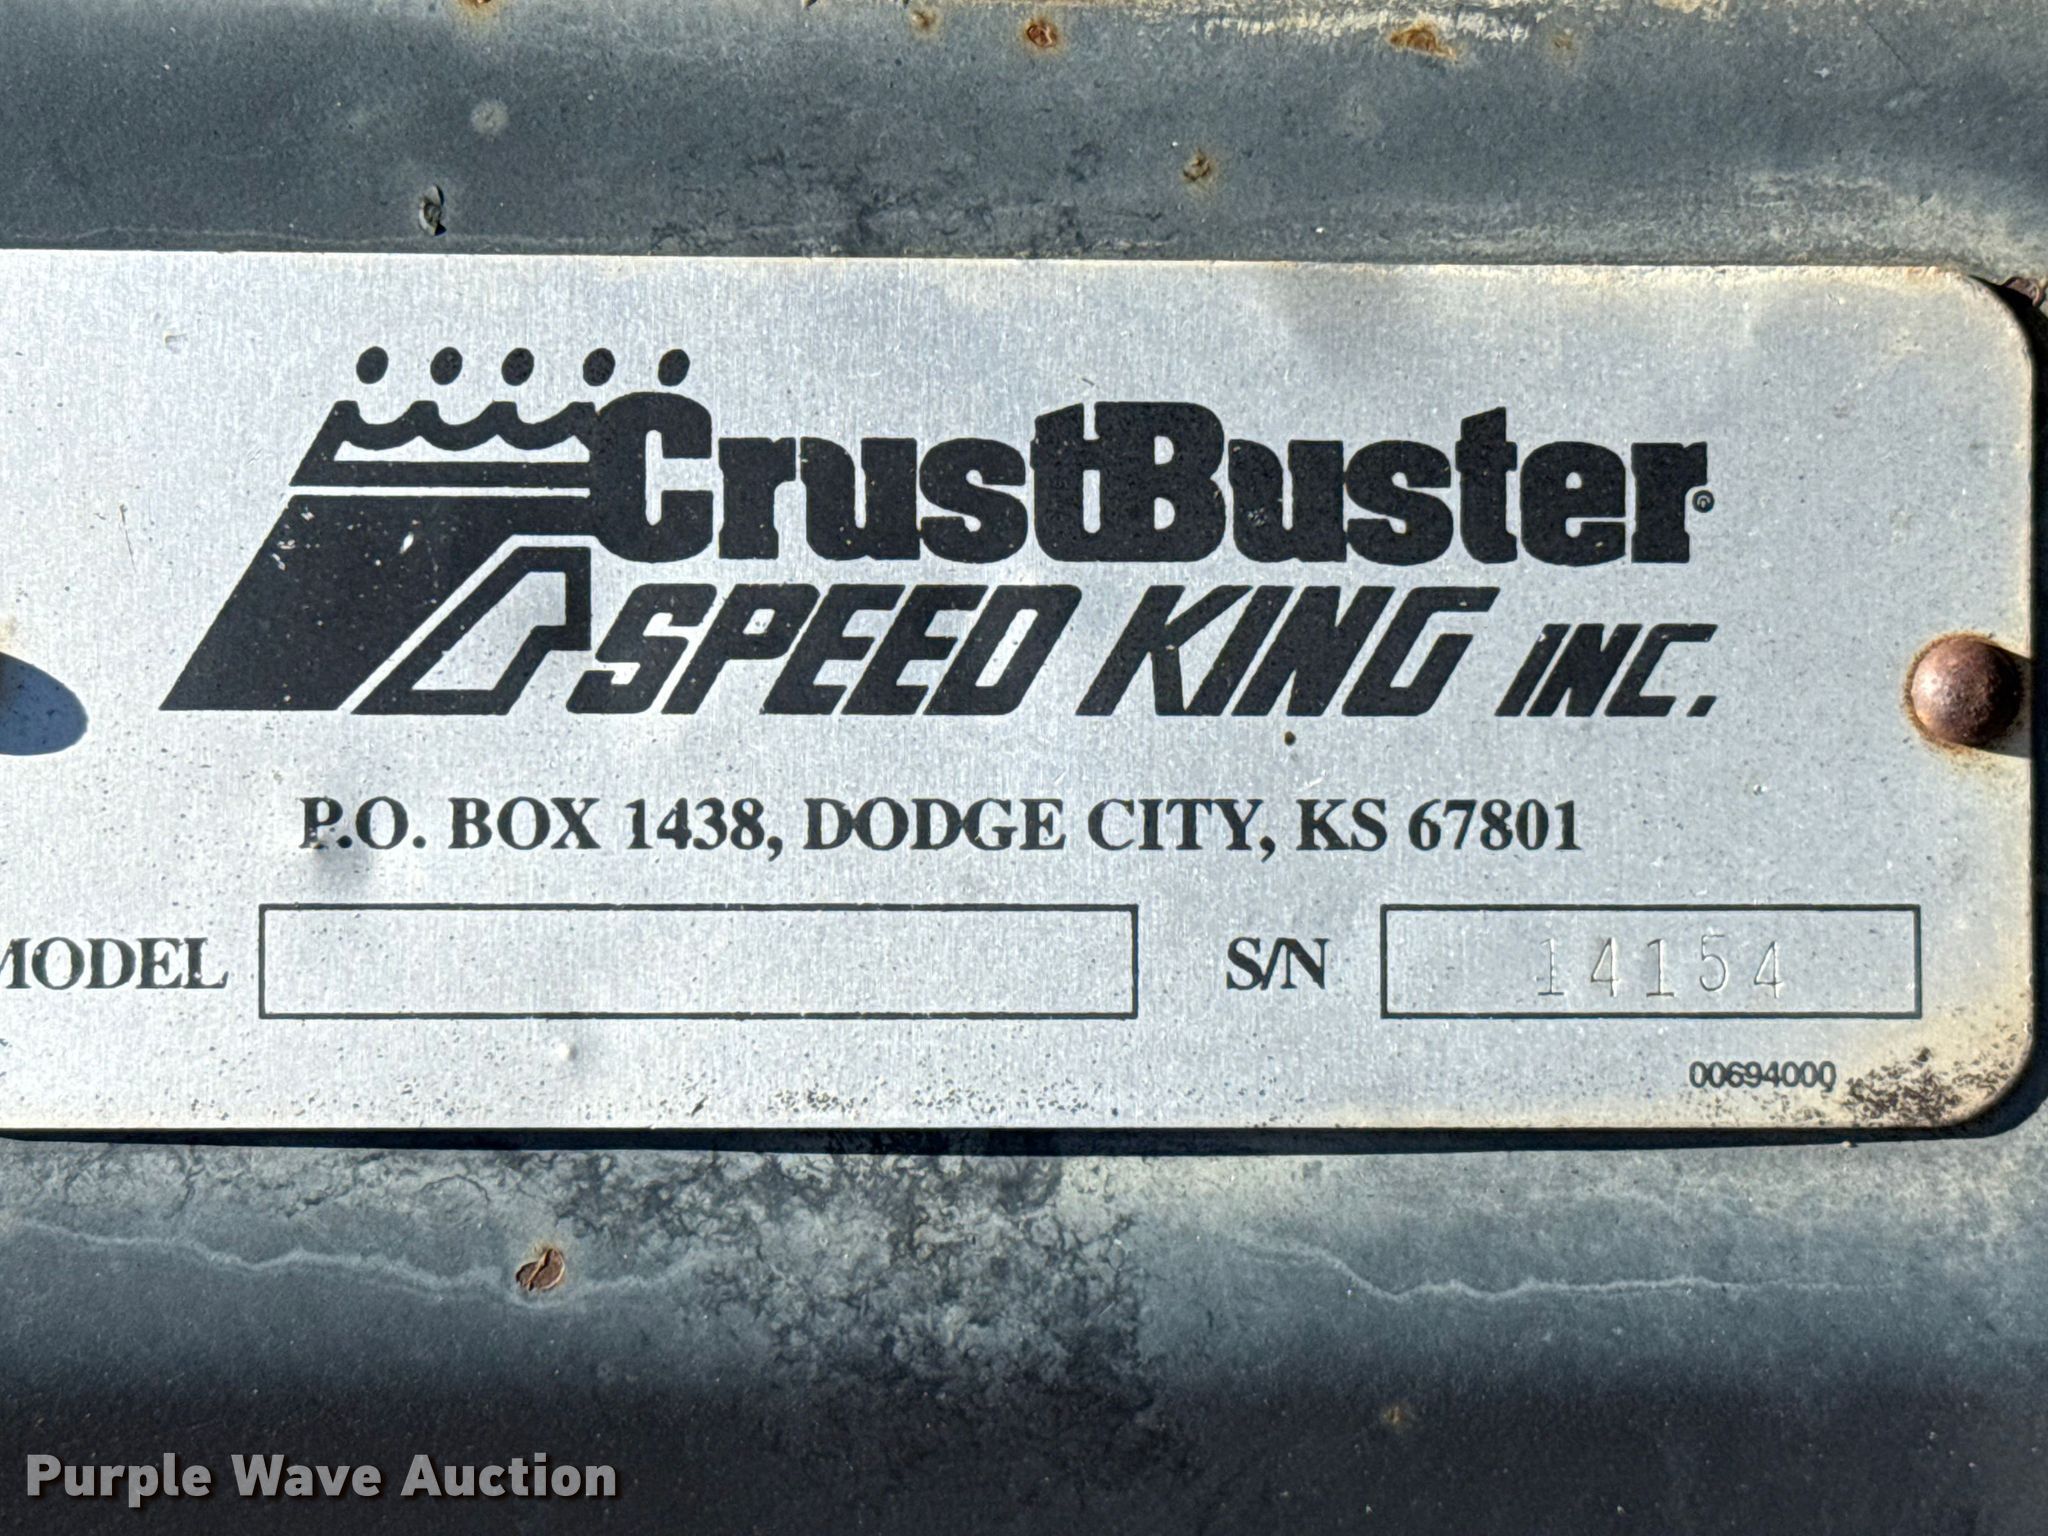 CrustBuster®
SPEED KING INC.
P.O. BOX 1438, DODGE CITY, KS 67801
MODEL S/N 14154
00694000
Purple Wave Auction